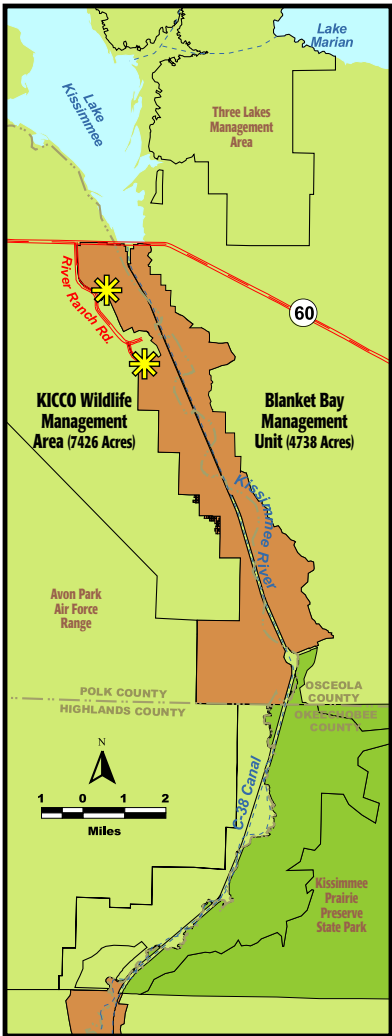 Lake
Marian
Lake
Kissimmee
Three Lakes
Management
Area
River Ranch Rd.
60
KICCO Wildlife
Management
Area (7426 Acres)
Blanket Bay
Management
Unit (4738 Acres)
Kissimmee River
Avon Park
Air Force
Range
POLK COUNTY
HIGHLANDS COUNTY
OSCEOLA
COUNTY
OKEECHOBEE
COUNTY
N
1 0 1 2
Miles
C-38 Canal
Kissimmee
Prairie
Preserve
State Park